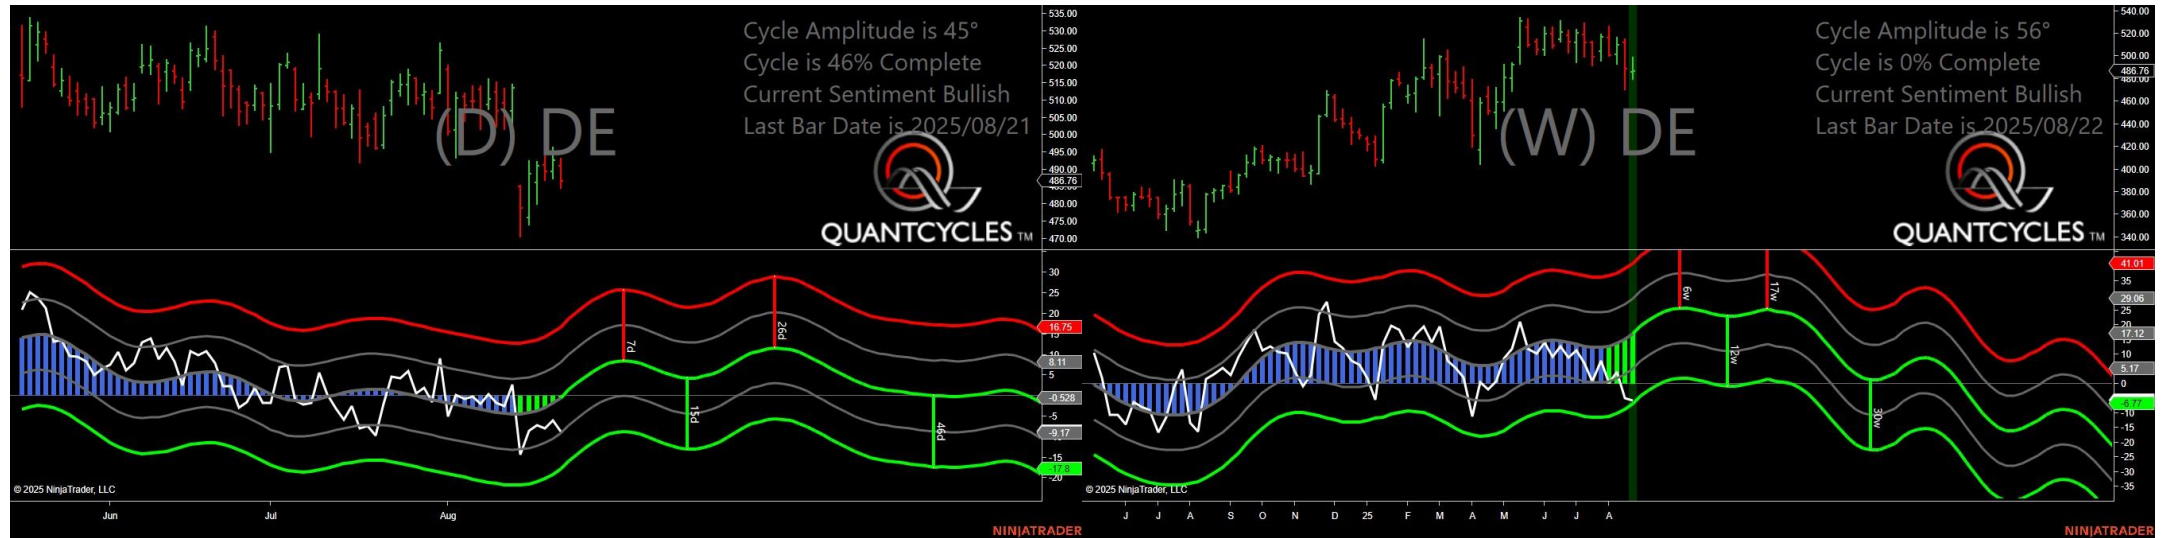 Cycle Amplitude is 45°
Cycle is 46% Complete
Current Sentiment Bullish
Last Bar Date is 2025/08/21
(D) DE
QUANTCYCLES TM
535.00
530.00
525.00
520.00
515.00
510.00
505.00
500.00
495.00
490.00
486.76
480.00
475.00
470.00
30
25
20
16.75
8.11
5
-0.528
-5
-9.17
-15
-17.8
-20
7d
26d
15d
46d
© 2025 NinjaTrader, LLC
Jun
Jul
Aug
NINJATRADER
Cycle Amplitude is 56°
Cycle is 0% Complete
Current Sentiment Bullish
Last Bar Date is 2025/08/22
(W) DE
QUANTCYCLES TM
540.00
520.00
500.00
486.76
460.00
440.00
420.00
400.00
380.00
360.00
340.00
41.01
35
29.06
25
20
17.12
10
5.17
0
-6.77
-10
-15
-20
-25
-30
-35
6w
17w
12w
30w
© 2025 NinjaTrader, LLC
J
J
A
S
O
N
D
25
F
M
A
M
J
J
A
NINJATRADER